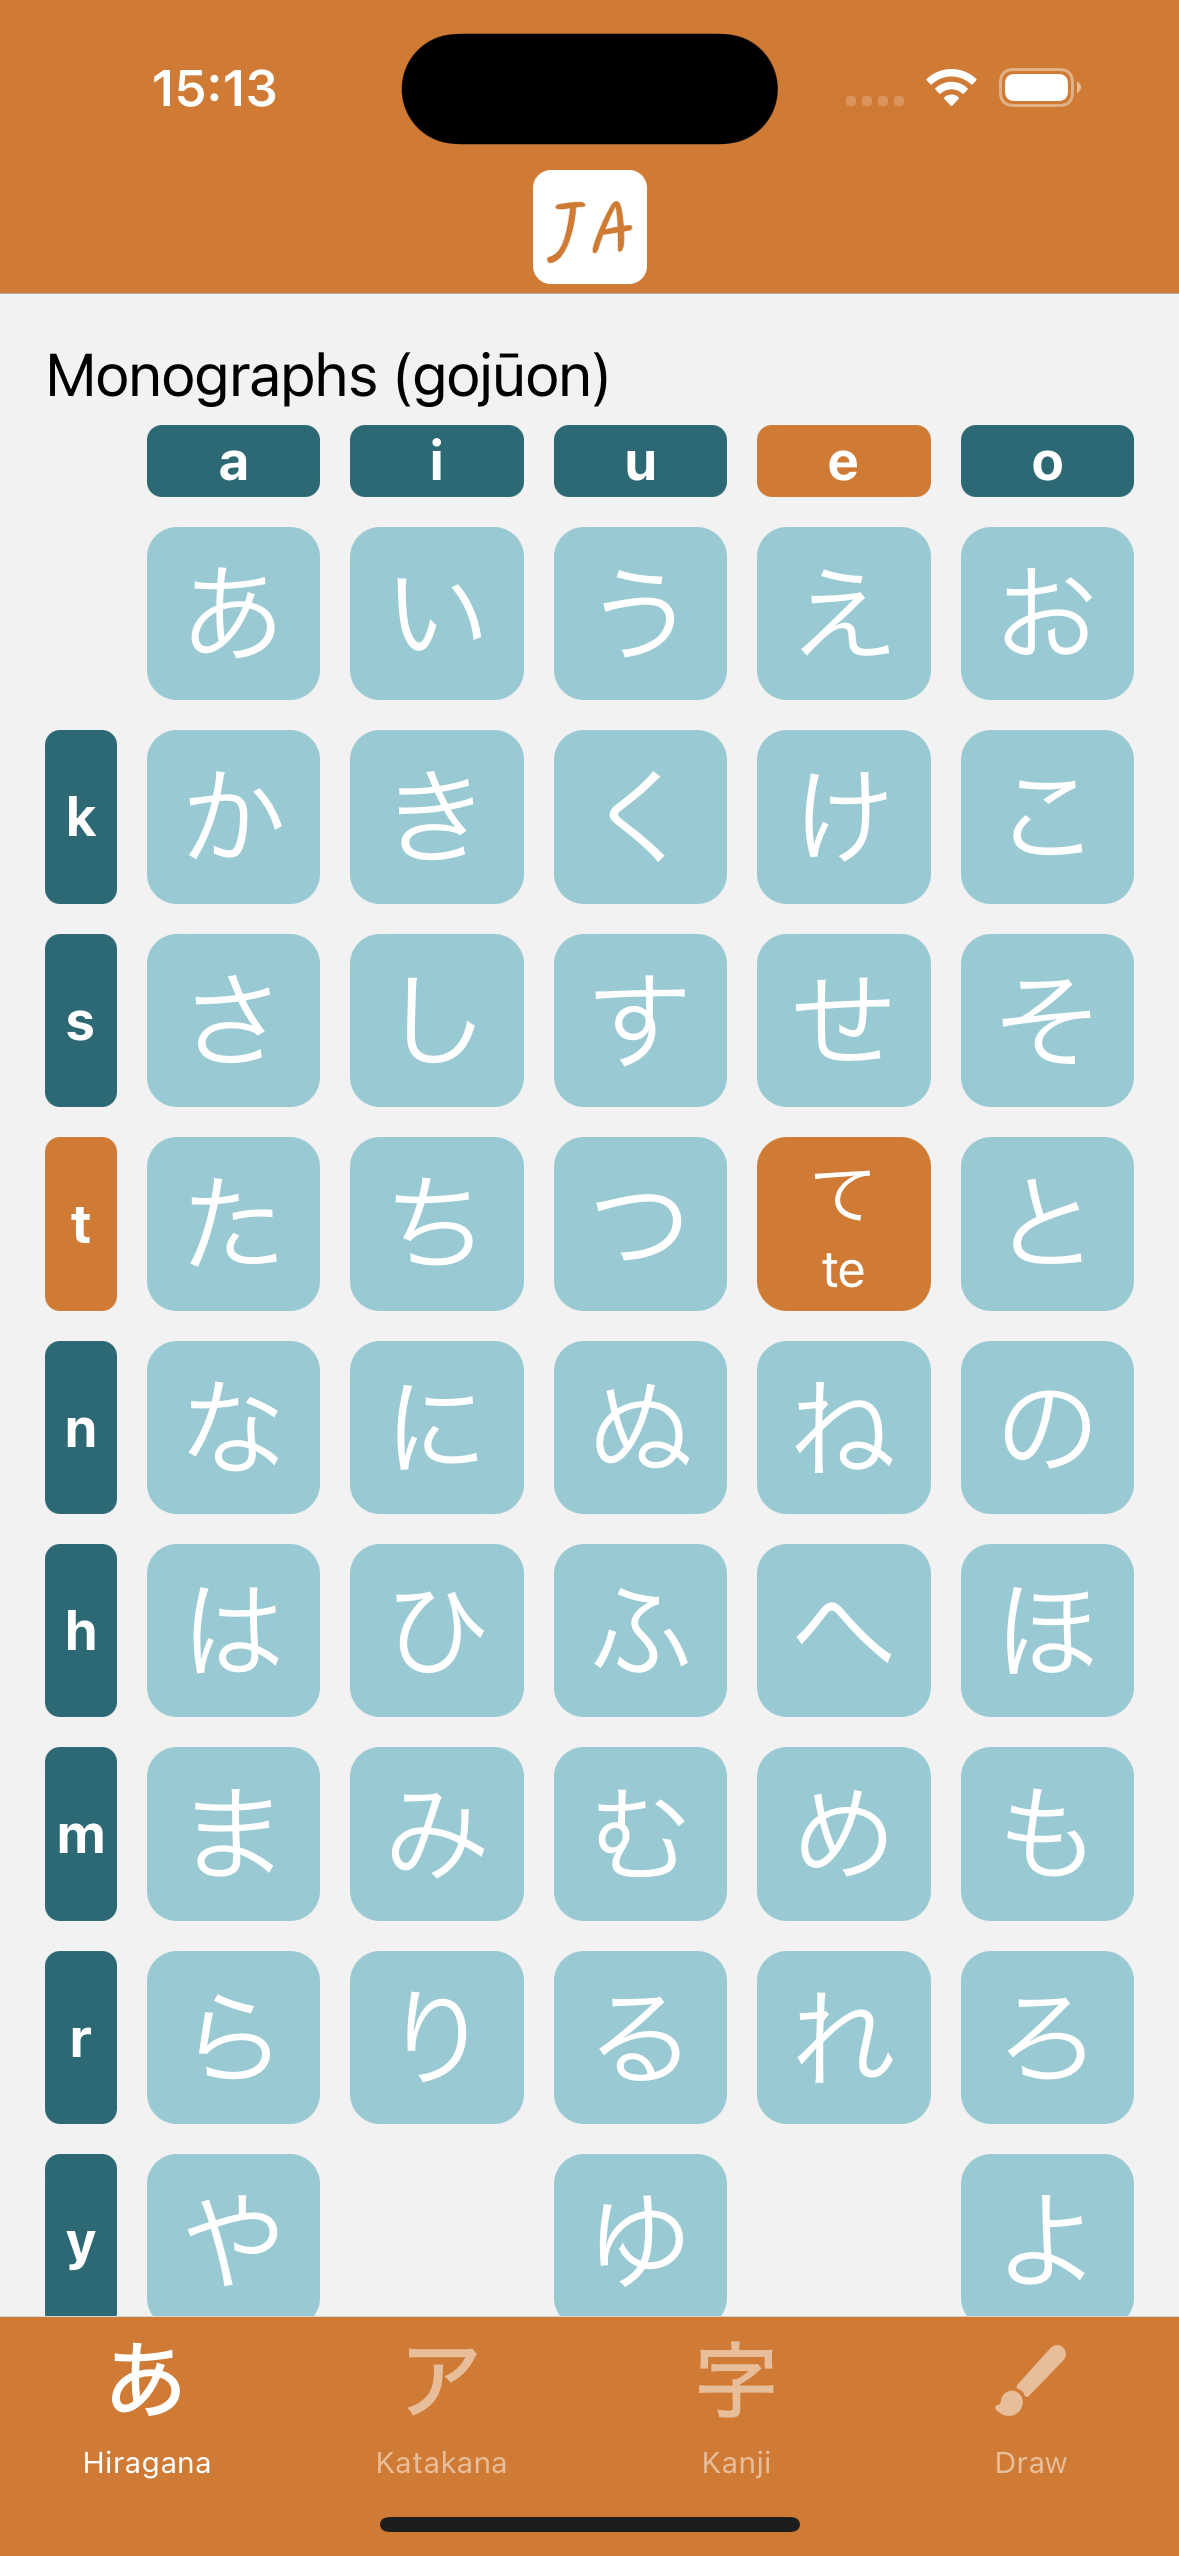 15:13
JA
Monographs (gojūon)
a i u e o
あ い う え お
k か き く け こ
s さ し す せ そ
t た ち つ て te と
n な に ぬ ね の
h は ひ ふ へ ほ
m ま み む め も
r ら り る れ ろ
y や ゆ よ
あ ア 字
Hiragana Katakana Kanji Draw